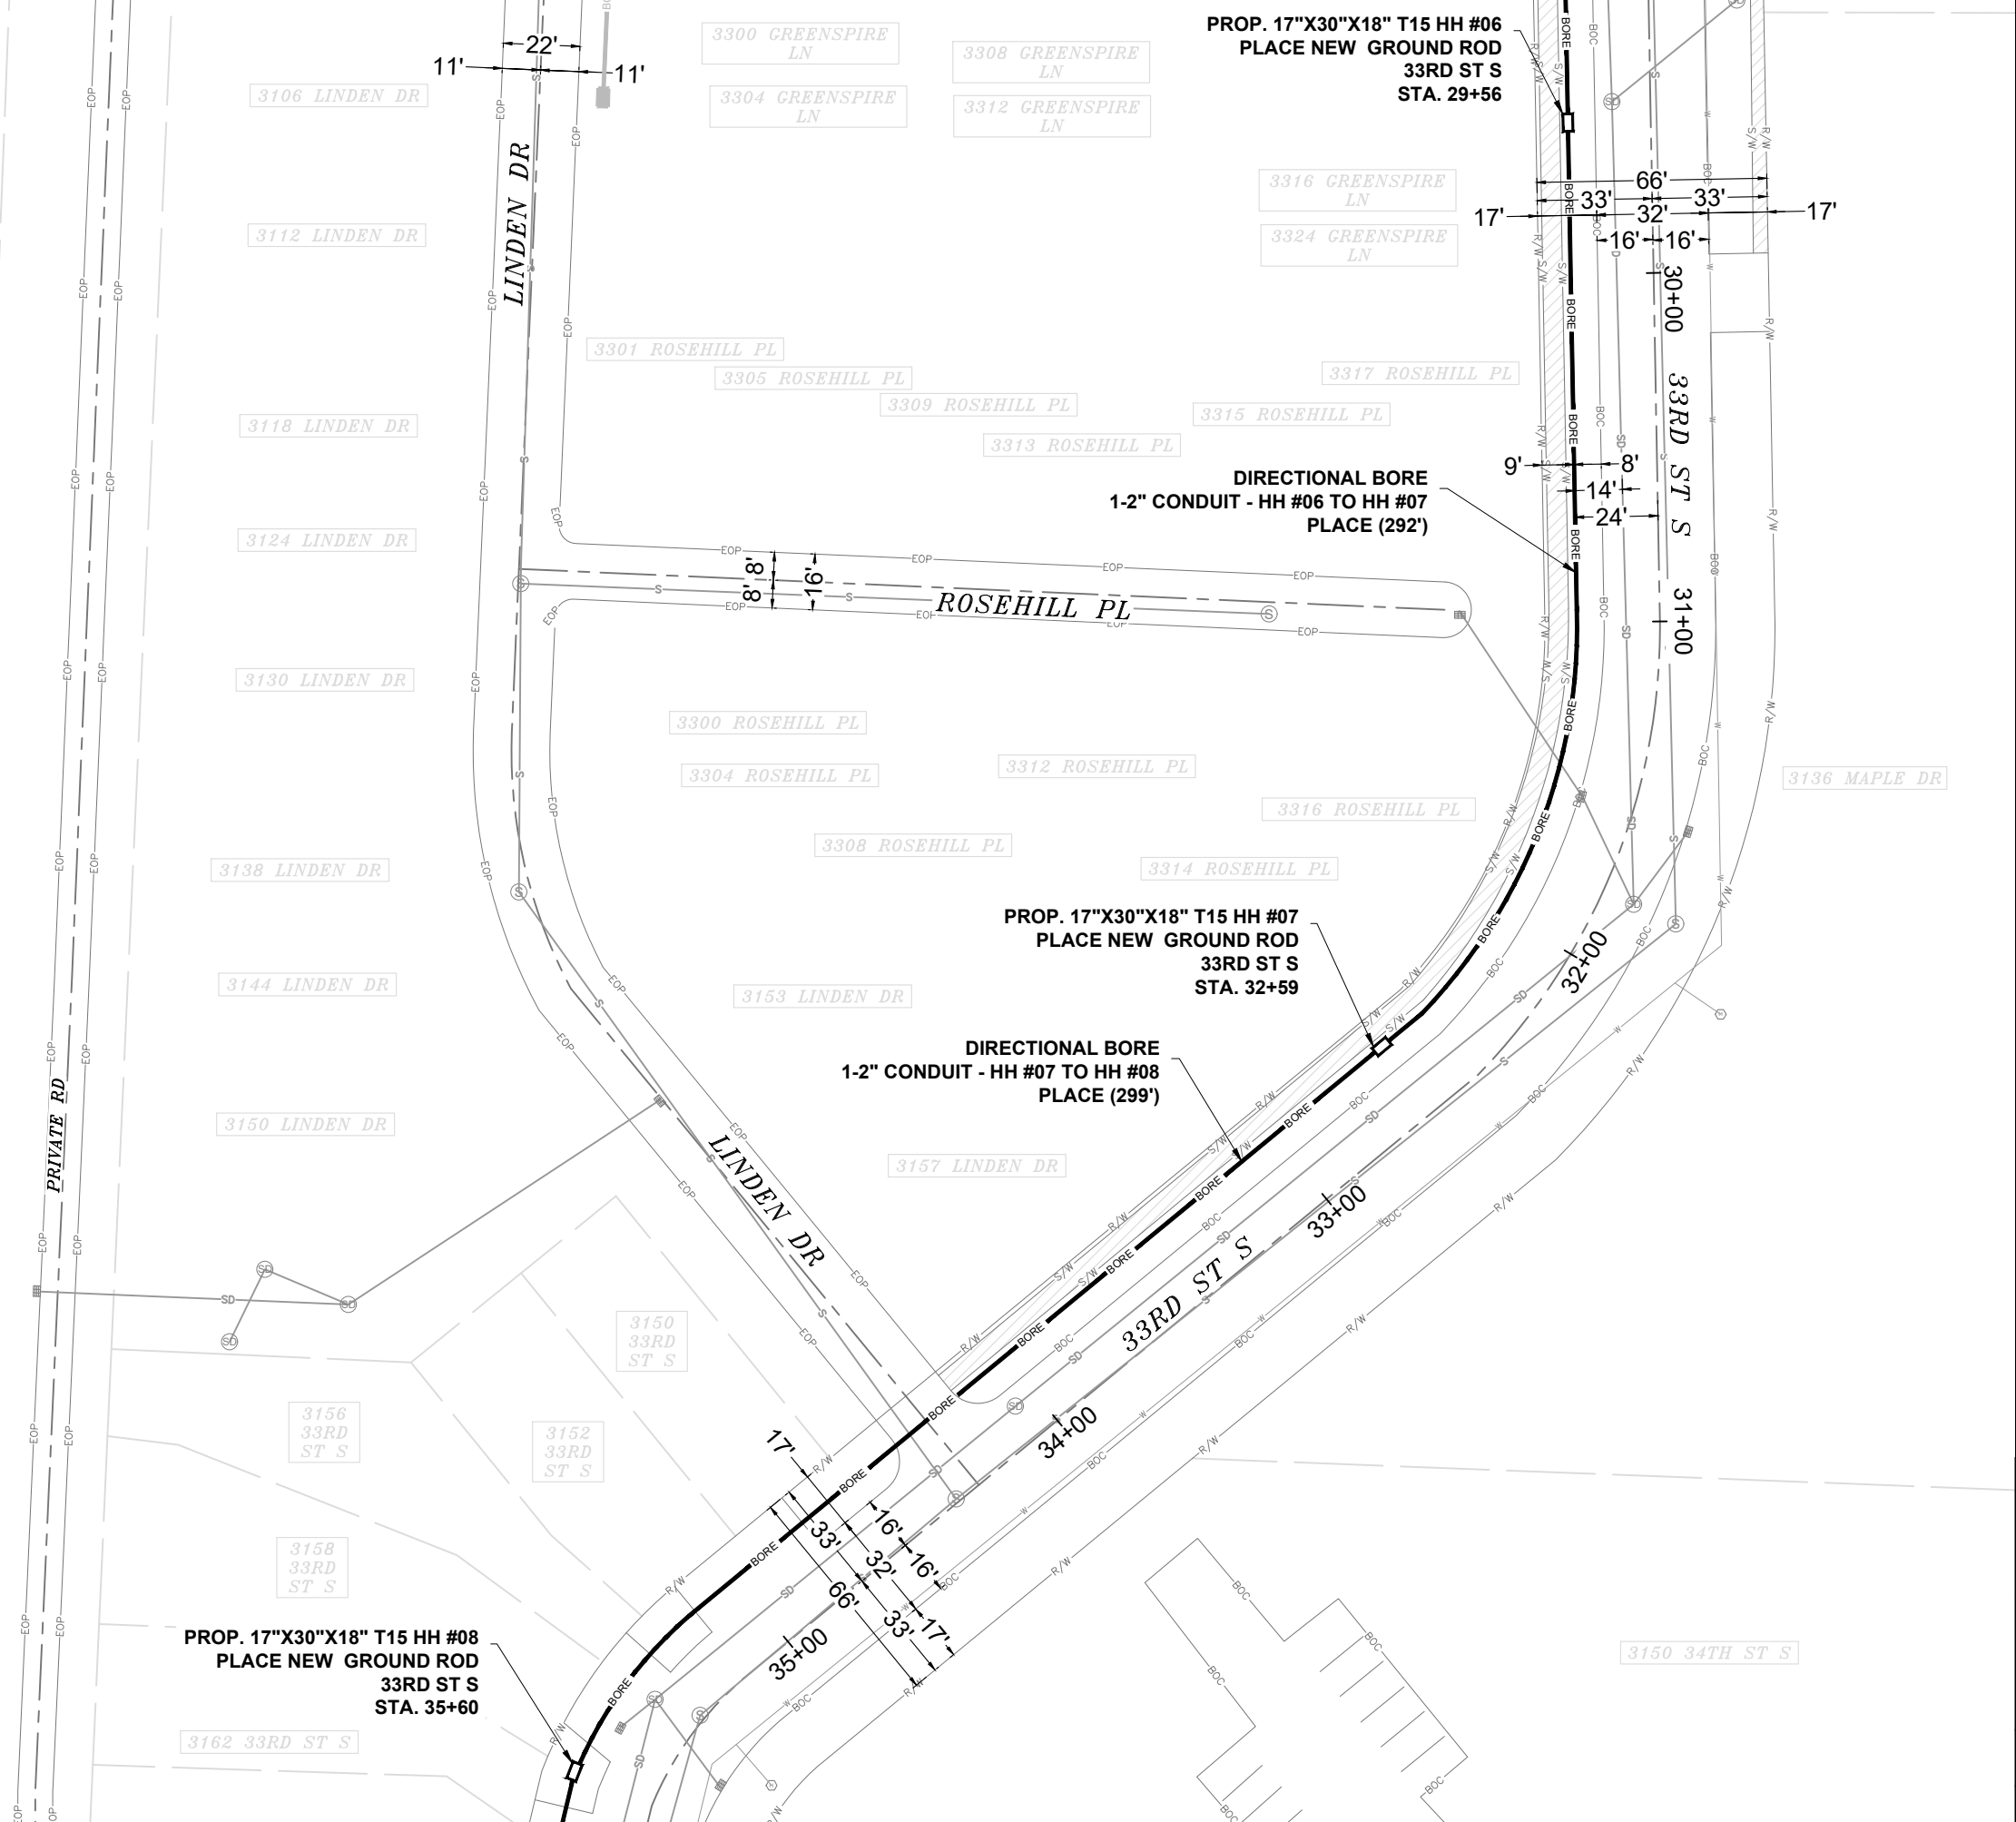 PROP. 17"X30"X18" T15 HH #06
PLACE NEW GROUND ROD
33RD ST S
STA. 29+56
22'
11'
11'
3300 GREENSPIRE
LN
3308 GREENSPIRE
LN
3304 GREENSPIRE
LN
3312 GREENSPIRE
LN
3106 LINDEN DR
LINDEN DR
3112 LINDEN DR
3316 GREENSPIRE
LN
3324 GREENSPIRE
LN
66'
33'
33'
17'
32'
17'
16'
16'
30+00
33RD ST S
3301 ROSEHILL PL
3305 ROSEHILL PL
3309 ROSEHILL PL
3317 ROSEHILL PL
3315 ROSEHILL PL
3313 ROSEHILL PL
3118 LINDEN DR
9'
8'
14'
24'
DIRECTIONAL BORE
1-2" CONDUIT - HH #06 TO HH #07
PLACE (292')
3124 LINDEN DR
8'
8'
16'
ROSEHILL PL
31+00
3130 LINDEN DR
3300 ROSEHILL PL
3304 ROSEHILL PL
3312 ROSEHILL PL
3136 MAPLE DR
3316 ROSEHILL PL
3308 ROSEHILL PL
3314 ROSEHILL PL
3138 LINDEN DR
PROP. 17"X30"X18" T15 HH #07
PLACE NEW GROUND ROD
33RD ST S
STA. 32+59
32+00
3144 LINDEN DR
3153 LINDEN DR
DIRECTIONAL BORE
1-2" CONDUIT - HH #07 TO HH #08
PLACE (299')
PRIVATE RD
3150 LINDEN DR
LINDEN DR
3157 LINDEN DR
33+00
33RD ST S
3150
33RD
ST S
3156
33RD
ST S
3152
33RD
ST S
34+00
17'
33'
16'
32'
16'
66'
33'
17'
3158
33RD
ST S
35+00
PROP. 17"X30"X18" T15 HH #08
PLACE NEW GROUND ROD
33RD ST S
STA. 35+60
3150 34TH ST S
3162 33RD ST S
EOP
BORE
BOC
R/W
S/W
SD
S
W